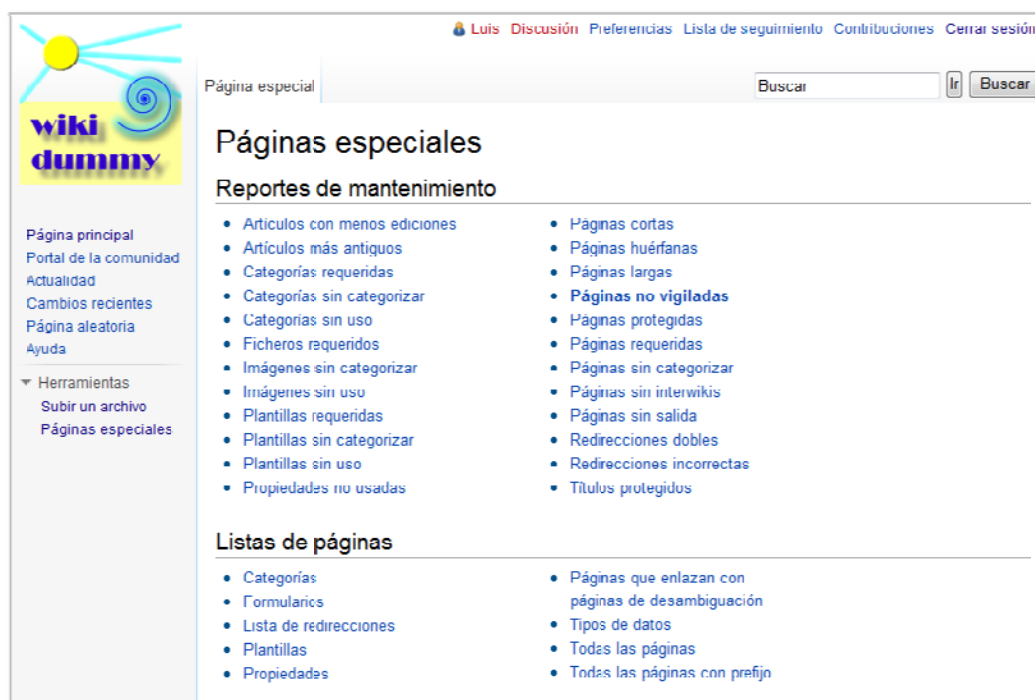 Luis Discusión Preferencias Lista de seguimiento Contribuciones Cerrar sesión
Página especial
Buscar Ir Buscar
wiki
dummy
Página principal
Portal de la comunidad
Actualidad
Cambios recientes
Página aleatoria
Ayuda
Herramientas
Subir un archivo
Páginas especiales
Páginas especiales
Reportes de mantenimiento
Artículos con menos ediciones
Artículos más antiguos
Categorías requeridas
Categorías sin categorizar
Categorías sin uso
Ficheros requeridos
Imágenes sin categorizar
Imágenes sin uso
Plantillas requeridas
Plantillas sin categorizar
Plantillas sin uso
Propiedades no usadas
Páginas cortas
Páginas huérfanas
Páginas largas
Páginas no vigiladas
Páginas protegidas
Páginas requeridas
Páginas sin categorizar
Páginas sin interwikis
Páginas sin salida
Redirecciones dobles
Redirecciones incorrectas
Títulos protegidos
Listas de páginas
Categorías
Formularios
Lista de redirecciones
Plantillas
Propiedades
Páginas que enlazan con
páginas de desambiguación
Tipos de datos
Todas las páginas
Todas las páginas con prefijo